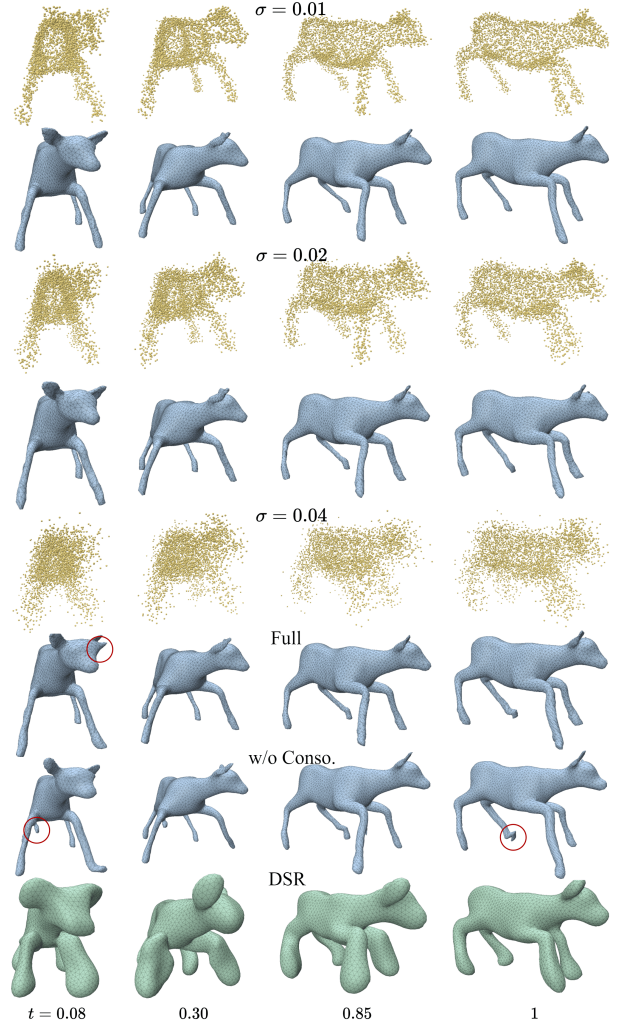 σ = 0.01
σ = 0.02
σ = 0.04
Full
w/o Conso.
DSR
t = 0.08 0.30 0.85 1